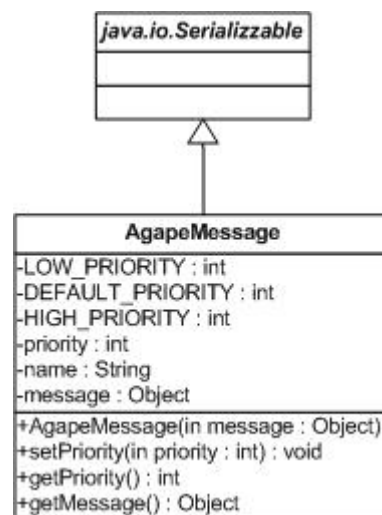 java.io.Serializzable
AgapeMessage
-LOW_PRIORITY : int
-DEFAULT_PRIORITY : int
-HIGH_PRIORITY : int
-priority : int
-name : String
-message : Object
+AgapeMessage(in message : Object)
+setPriority(in priority : int) : void
+getPriority() : int
+getMessage() : Object